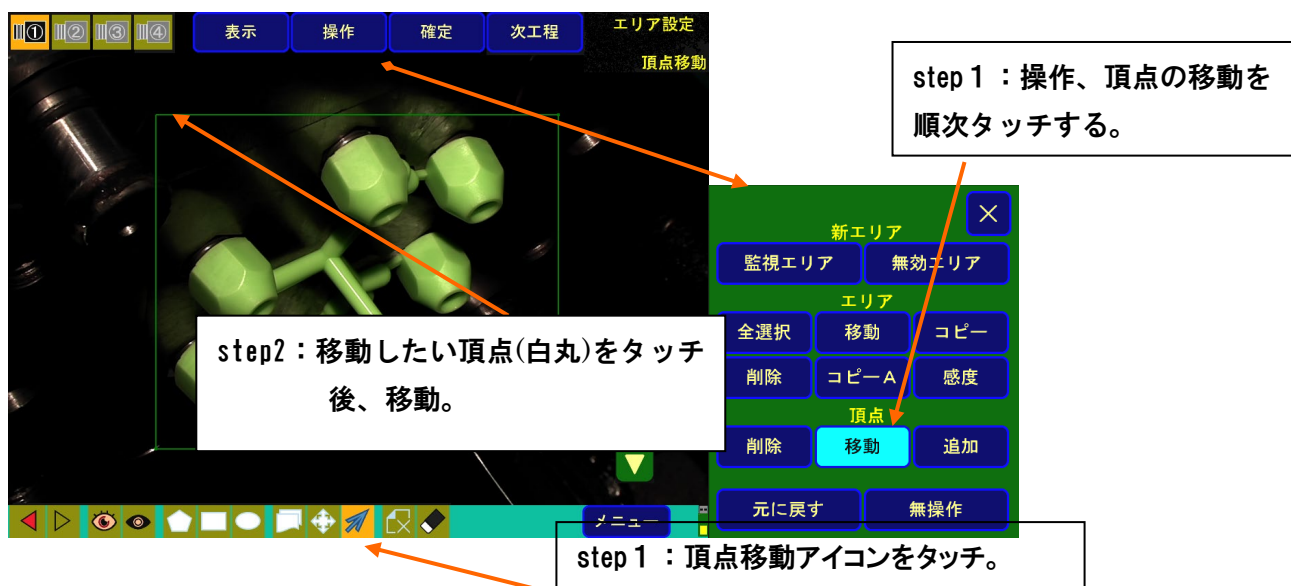 ① ② ③ ④ 表示 操作 確定 次工程 エリア設定
頂点移動
step1:操作、頂点の移動を
順次タッチする。
×
新エリア
監視エリア 無効エリア
エリア
全選択 移動 コピー
削除 コピーA 感度
頂点
削除 移動 追加
元に戻す 無操作
step2:移動したい頂点(白丸)をタッチ
後、移動。
メニュー
step1:頂点移動アイコンをタッチ。